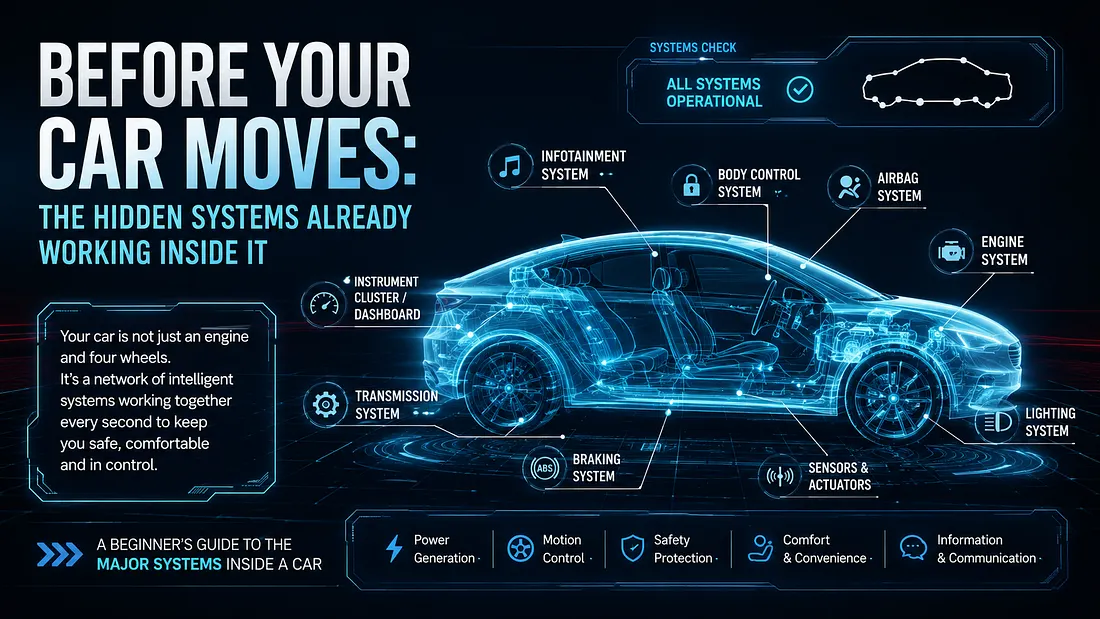 BEFORE YOUR
CAR MOVES:
THE HIDDEN SYSTEMS ALREADY
WORKING INSIDE IT
SYSTEMS CHECK
ALL SYSTEMS
OPERATIONAL
INFOTAINMENT
SYSTEM
BODY CONTROL
SYSTEM
AIRBAG
SYSTEM
ENGINE
SYSTEM
INSTRUMENT
CLUSTER /
DASHBOARD
Your car is not just an engine
and four wheels.
It's a network of intelligent
systems working together
every second to keep
you safe, comfortable
and in control.
TRANSMISSION
SYSTEM
LIGHTING
SYSTEM
ABS
BRAKING
SYSTEM
SENSORS &
ACTUATORS
A BEGINNER'S GUIDE TO THE
MAJOR SYSTEMS INSIDE A CAR
Power
Generation
Motion
Control
Safety
Protection
Comfort
& Convenience
Information
& Communication